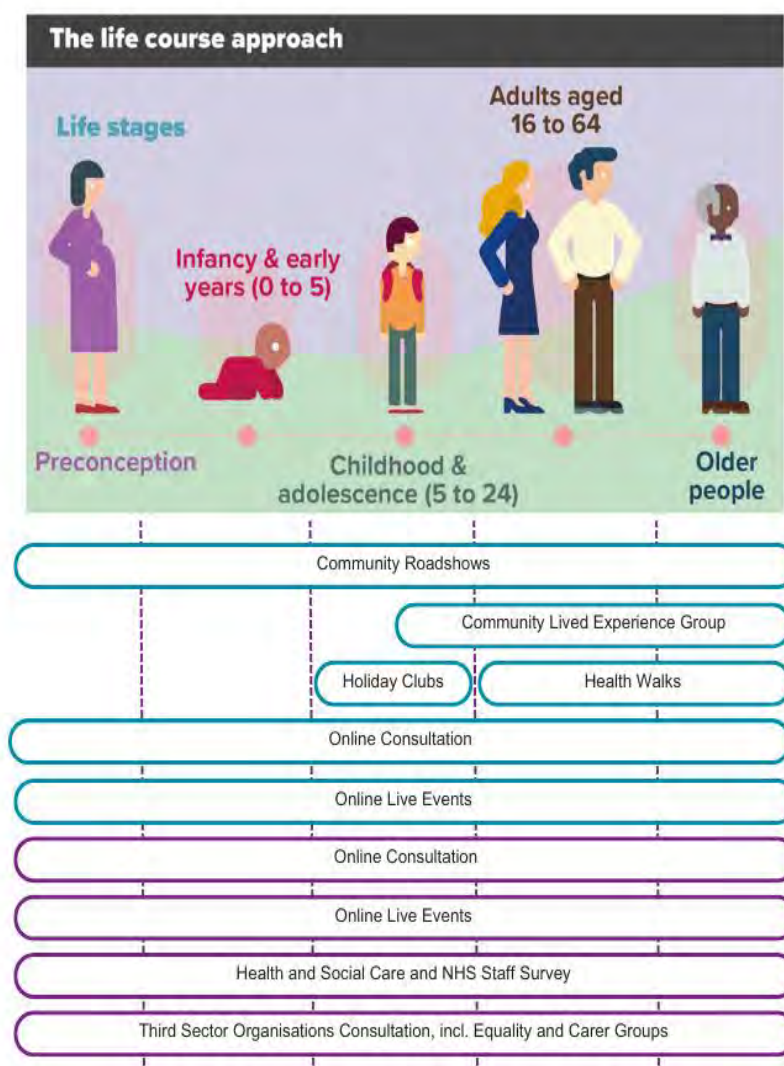 The life course approach
Life stages
Adults aged
16 to 64
Infancy & early
years (0 to 5)
Preconception
Childhood &
adolescence (5 to 24)
Older
people
Community Roadshows
Community Lived Experience Group
Holiday Clubs
Health Walks
Online Consultation
Online Live Events
Online Consultation
Online Live Events
Health and Social Care and NHS Staff Survey
Third Sector Organisations Consultation, incl. Equality and Carer Groups